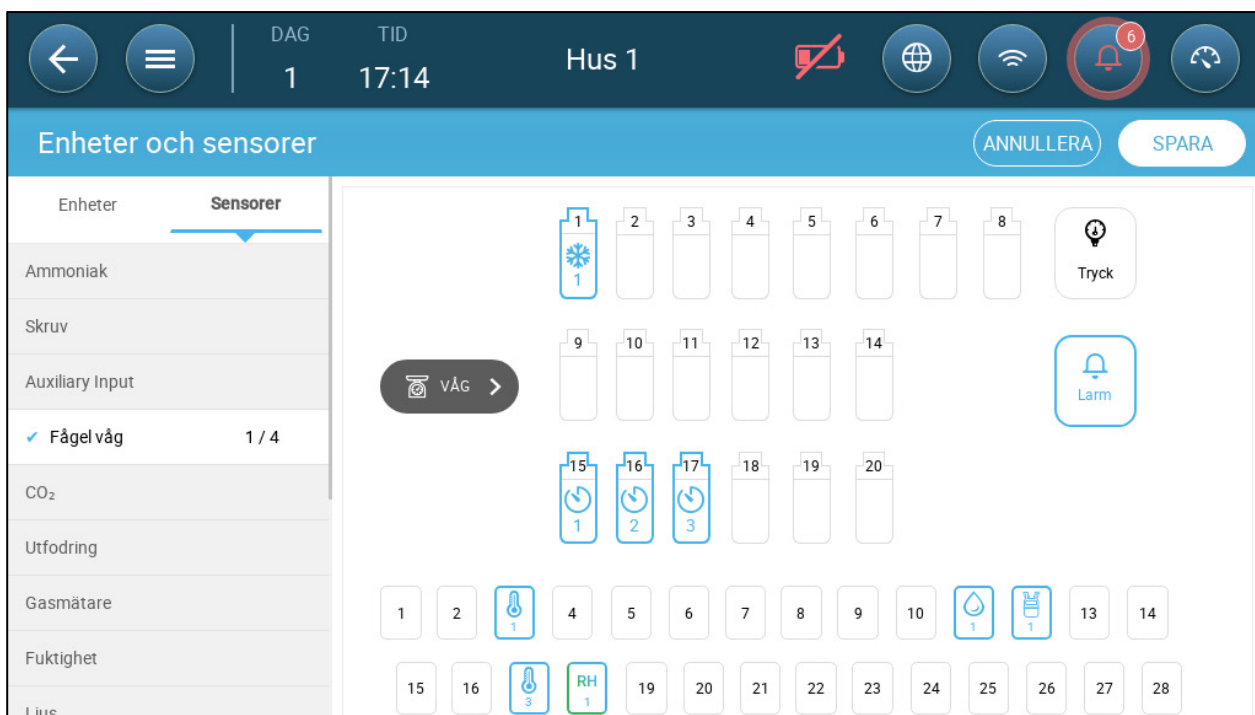 DAG TID 6
1 17:14 Hus 1
Enheter och sensorer ANNULLERA SPARA
Enheter Sensorer
1 2 3 4 5 6 7 8
1 Tryck
Ammoniak
Skruv
9 10 11 12 13 14
Auxiliary Input VÅG Larm
✔ Fågel våg 1 / 4
15 16 17 18 19 20
1 2 3
CO₂
Utfodring
Gasmätare
1 2 1 4 5 6 7 8 9 10 1 1 13 14
Fuktighet
15 16 3 RH 1 19 20 21 22 23 24 25 26 27 28